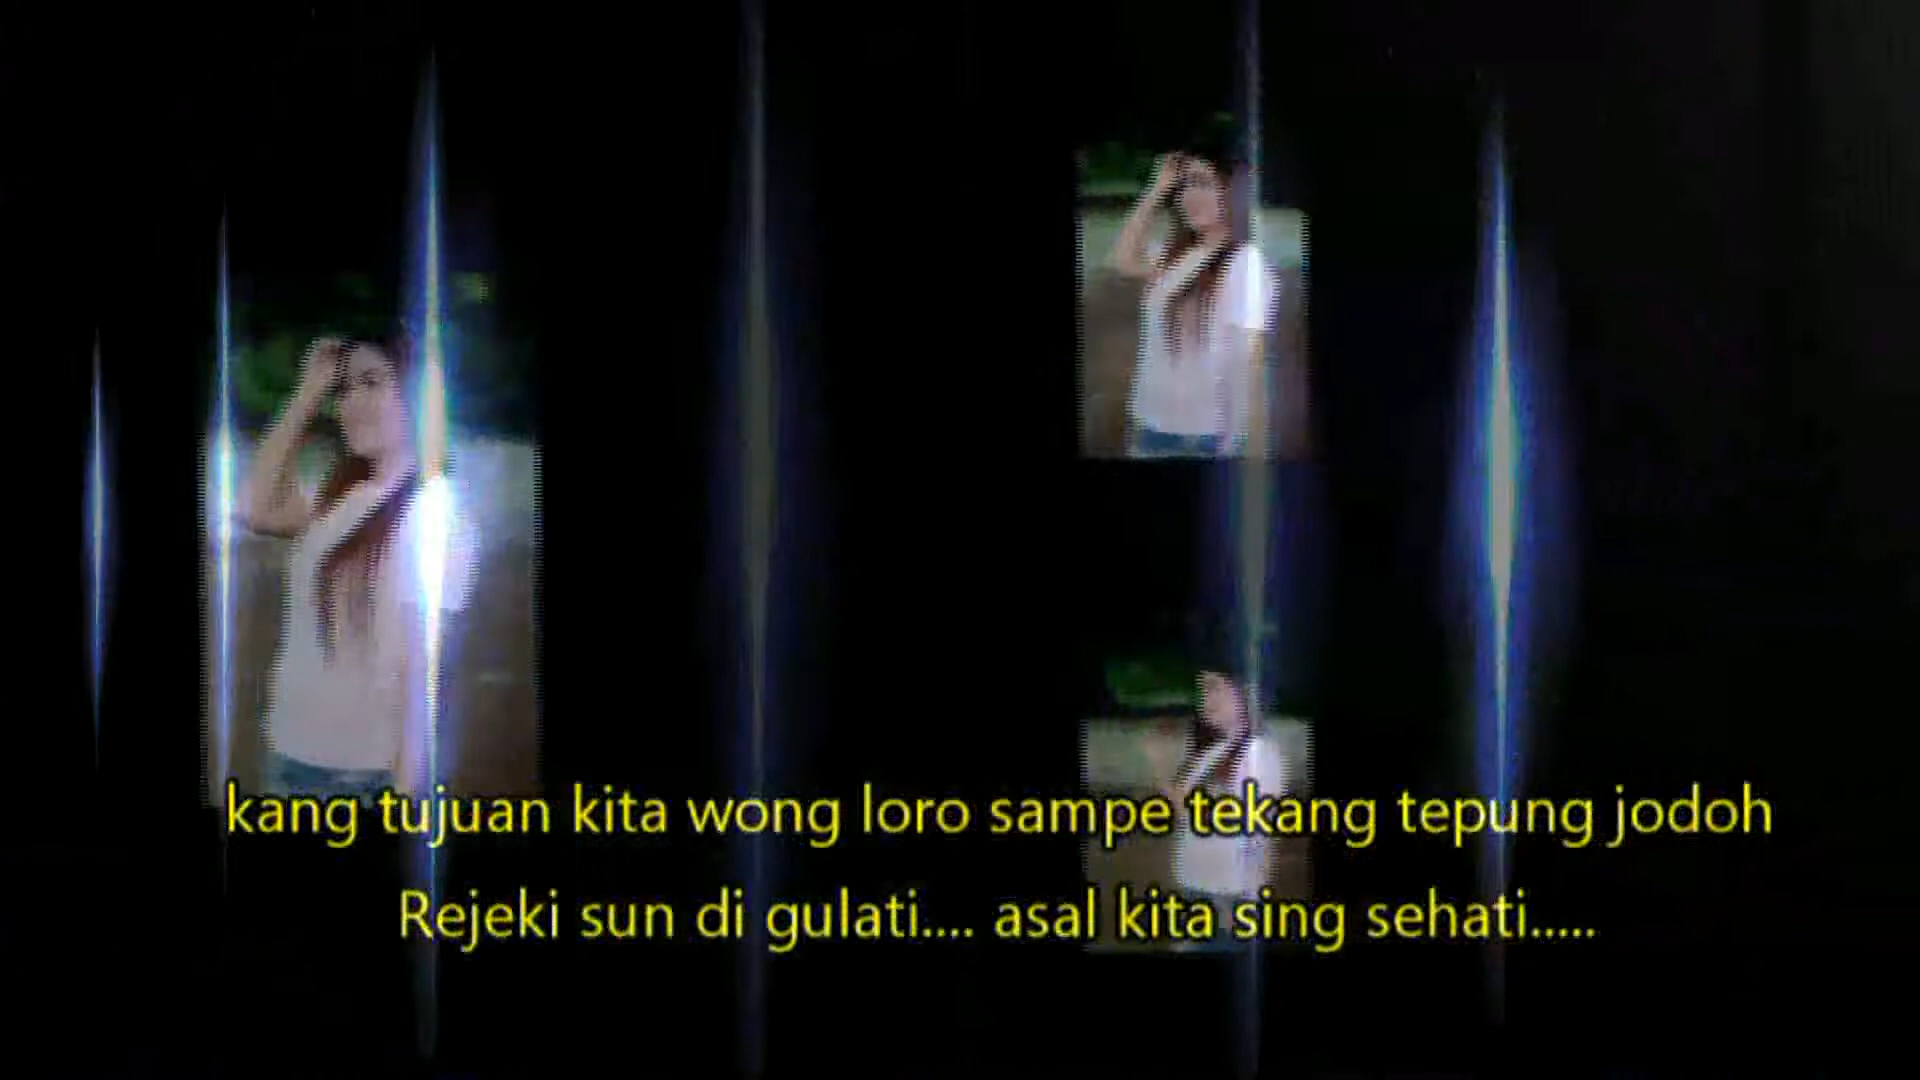 kang tujuan kita wong loro sampe tekang tepung jodoh
Rejeki sun di gulati.... asal kita sing sehati.....